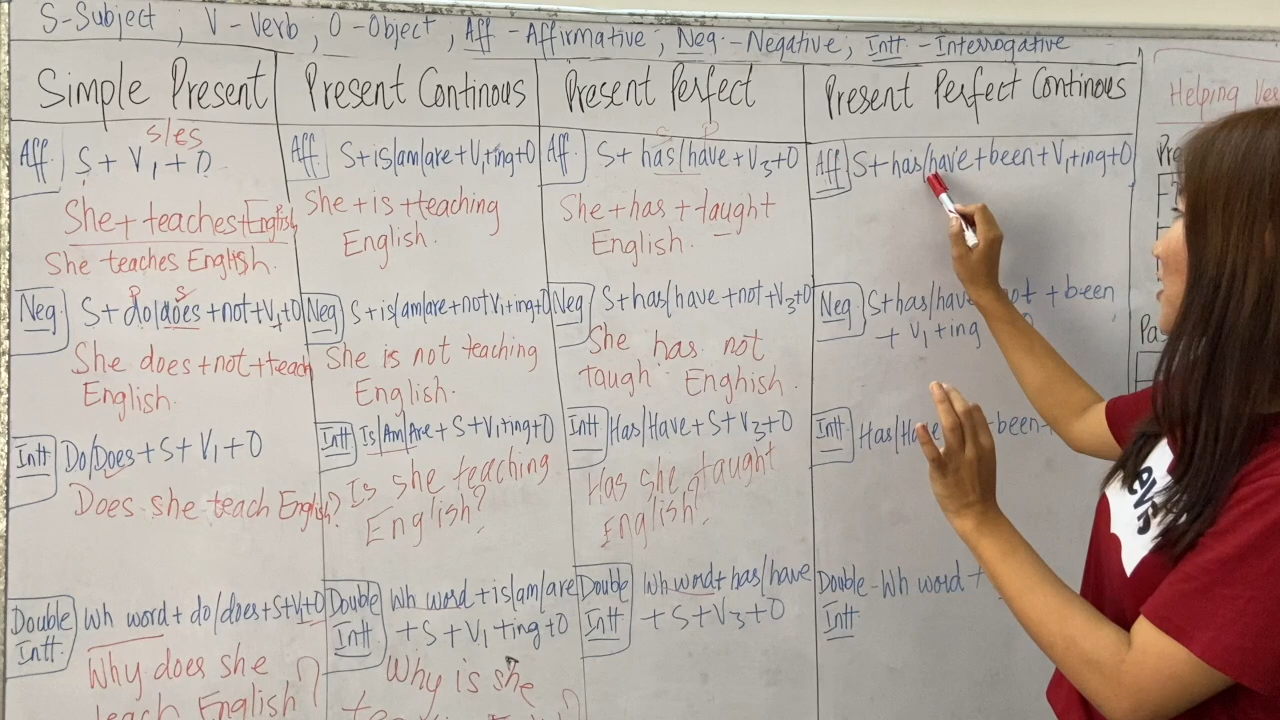 S-Subject , V-Verb, O-Object, Aff-Affirmative, Neg.-Negative, Intt.-Interrogative
Simple Present
s/es
Aff. S + V1 + O
She + teaches English
She teaches English.
P S
Neg. S + do/does + not + V1 + O
She does + not + teach
English.
Intt Do/Does + S + V1 + O
Does she teach English?
Double Wh word + do/does + S + V1 + O
Intt.
Why does she
teach English?
Present Continous
Aff. S + is/am/are + V1 + ing + O
She + is + teaching
English.
Neg S + is/am/are + not V1 + ing + O
She is not teaching
English.
Intt Is/Am/Are + S + V1 + ing + O
Is she teaching
English?
Double Wh word + is/am/are
Intt. + S + V1 + ing + O
Why is she
Present Perfect
S P
Aff. S + has/have + V3 + O
She + has + taught
English.
Neg S + has/have + not + V3 + O
She has not
taugh Enghish.
Intt. Has/Have + S + V3 + O
Has she taught
English?
Double Wh word + has/have
Intt. + S + V3 + O
Present Perfect Continous
Aff S + has/have + been + V1 + ing + O
Neg. S + has/have + been
+ V1 + ing
Intt. been
Double - Wh word +
Intt.
Helping
levi's